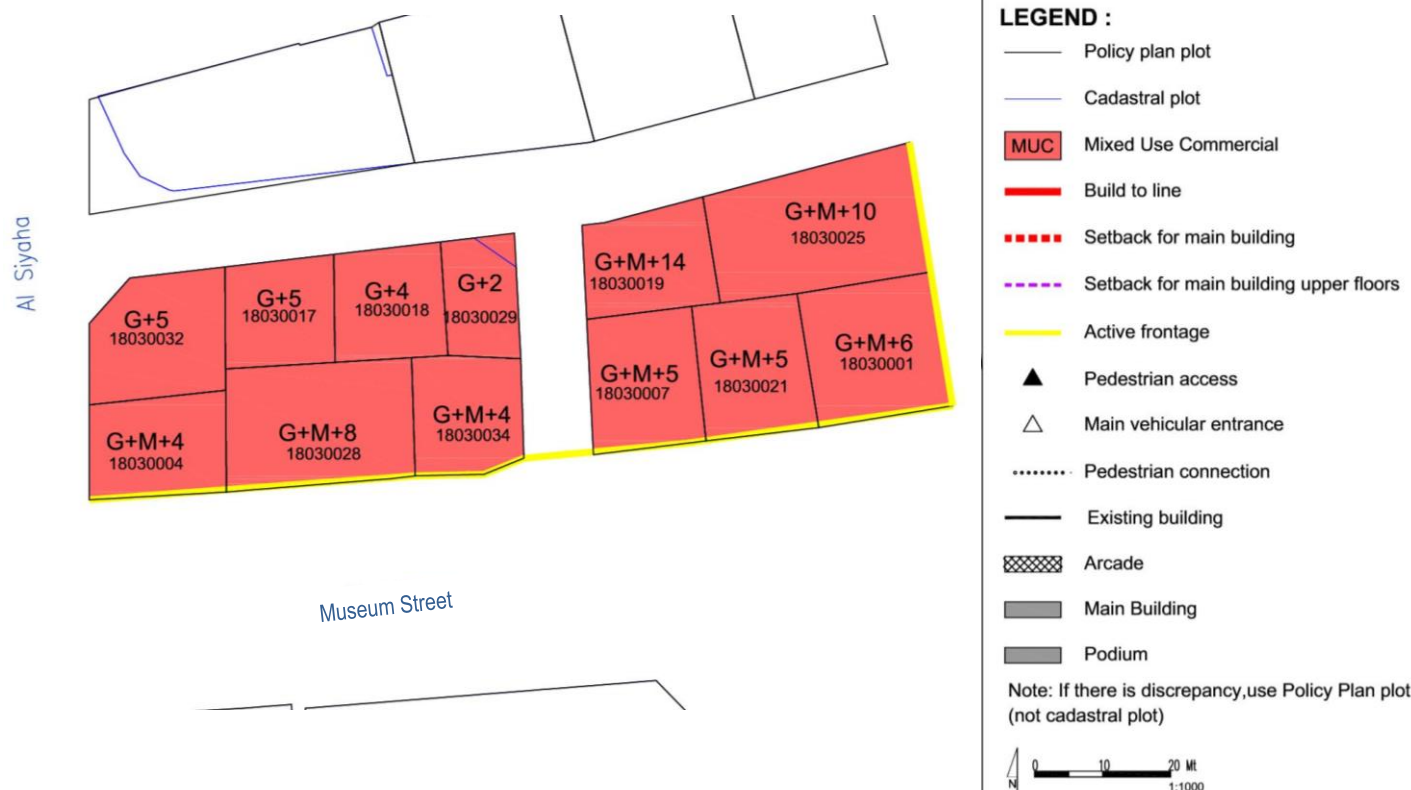 Al Siyaha
G+5
18030032
G+5
18030017
G+4
18030018
G+2
18030029
G+M+14
18030019
G+M+10
18030025
G+M+4
18030004
G+M+8
18030028
G+M+4
18030034
G+M+5
18030007
G+M+5
18030021
G+M+6
18030001
Museum Street
LEGEND :
Policy plan plot
Cadastral plot
MUC Mixed Use Commercial
Build to line
Setback for main building
Setback for main building upper floors
Active frontage
Pedestrian access
Main vehicular entrance
Pedestrian connection
Existing building
Arcade
Main Building
Podium
Note: If there is discrepancy,use Policy Plan plot
(not cadastral plot)
N 0 10 20 Mt
1:1000